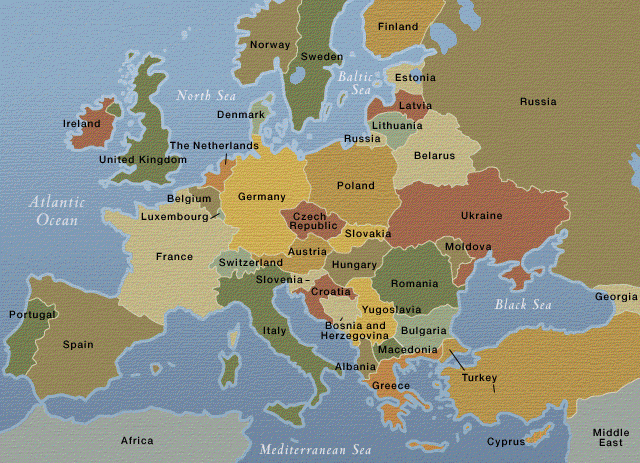 Finland
Norway
Sweden
Baltic
Sea
Estonia
North Sea
Russia
Latvia
Denmark
Ireland
Lithuania
Russia
The Netherlands
United Kingdom
Belarus
Poland
Germany
Belgium
Atlantic
Ocean
Luxembourg
Czech
Republic
Ukraine
Slovakia
Moldova
Austria
France
Switzerland
Hungary
Slovenia
Romania
Croatia
Georgia
Black Sea
Yugoslavia
Portugal
Bosnia and
Herzegovina
Bulgaria
Italy
Spain
Macedonia
Albania
Turkey
Greece
Africa
Mediterranean Sea
Cyprus
Middle
East